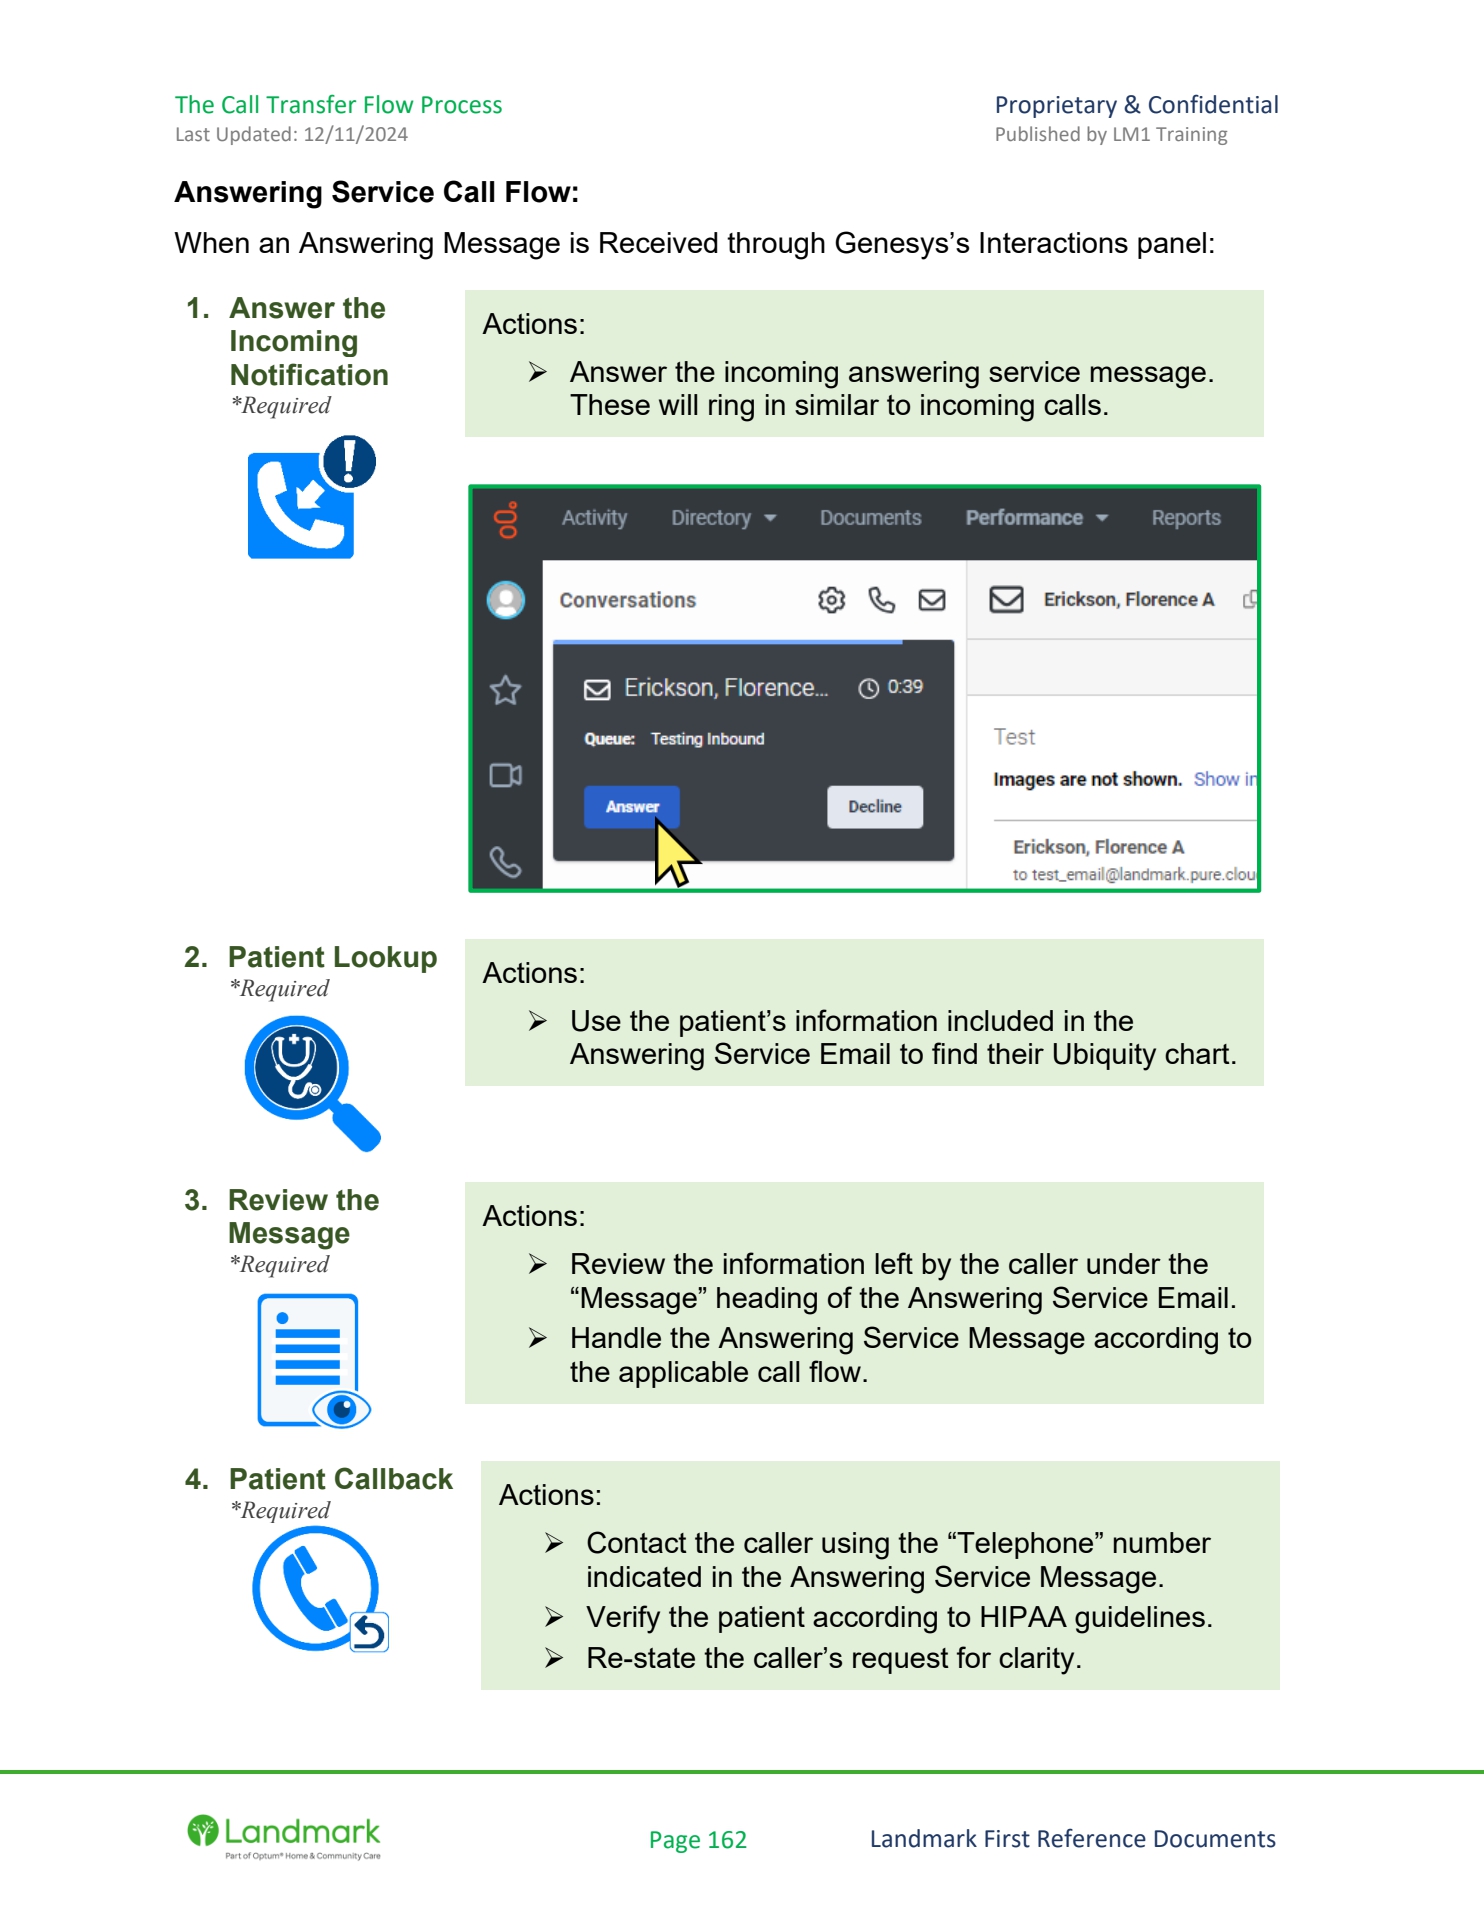 The Call Transfer Flow Process
Proprietary & Confidential
Last Updated: 12/11/2024
Published by LM1 Training
Answering Service Call Flow:
When an Answering Message is Received through Genesys’s Interactions panel:
1. Answer the
Incoming
Notification
*Required
Actions:
➢ Answer the incoming answering service message.
These will ring in similar to incoming calls.
Activity Directory Documents Performance Reports
Conversations
Erickson, Florence A
Erickson, Florence... 0:39
Queue: Testing Inbound
Answer Decline
Test
Images are not shown. Show in
Erickson, Florence A
to test_email@landmark.pure.clou
2. Patient Lookup
*Required
Actions:
➢ Use the patient’s information included in the
Answering Service Email to find their Ubiquity chart.
3. Review the
Message
*Required
Actions:
➢ Review the information left by the caller under the
“Message” heading of the Answering Service Email.
➢ Handle the Answering Service Message according to
the applicable call flow.
4. Patient Callback
*Required
Actions:
➢ Contact the caller using the “Telephone” number
indicated in the Answering Service Message.
➢ Verify the patient according to HIPAA guidelines.
➢ Re-state the caller’s request for clarity.
Landmark
Part of Optum® Home & Community Care
Page 162
Landmark First Reference Documents